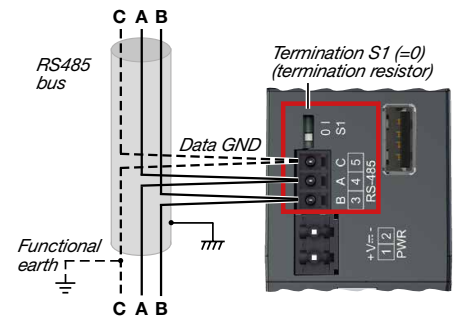 C A B
RS485
bus
Termination S1 (=0)
(termination resistor)
0 I
S1
Data GND
B A C
3 4 5
RS-485
+V⎓-
1 2
PWR
Functional
earth
C A B